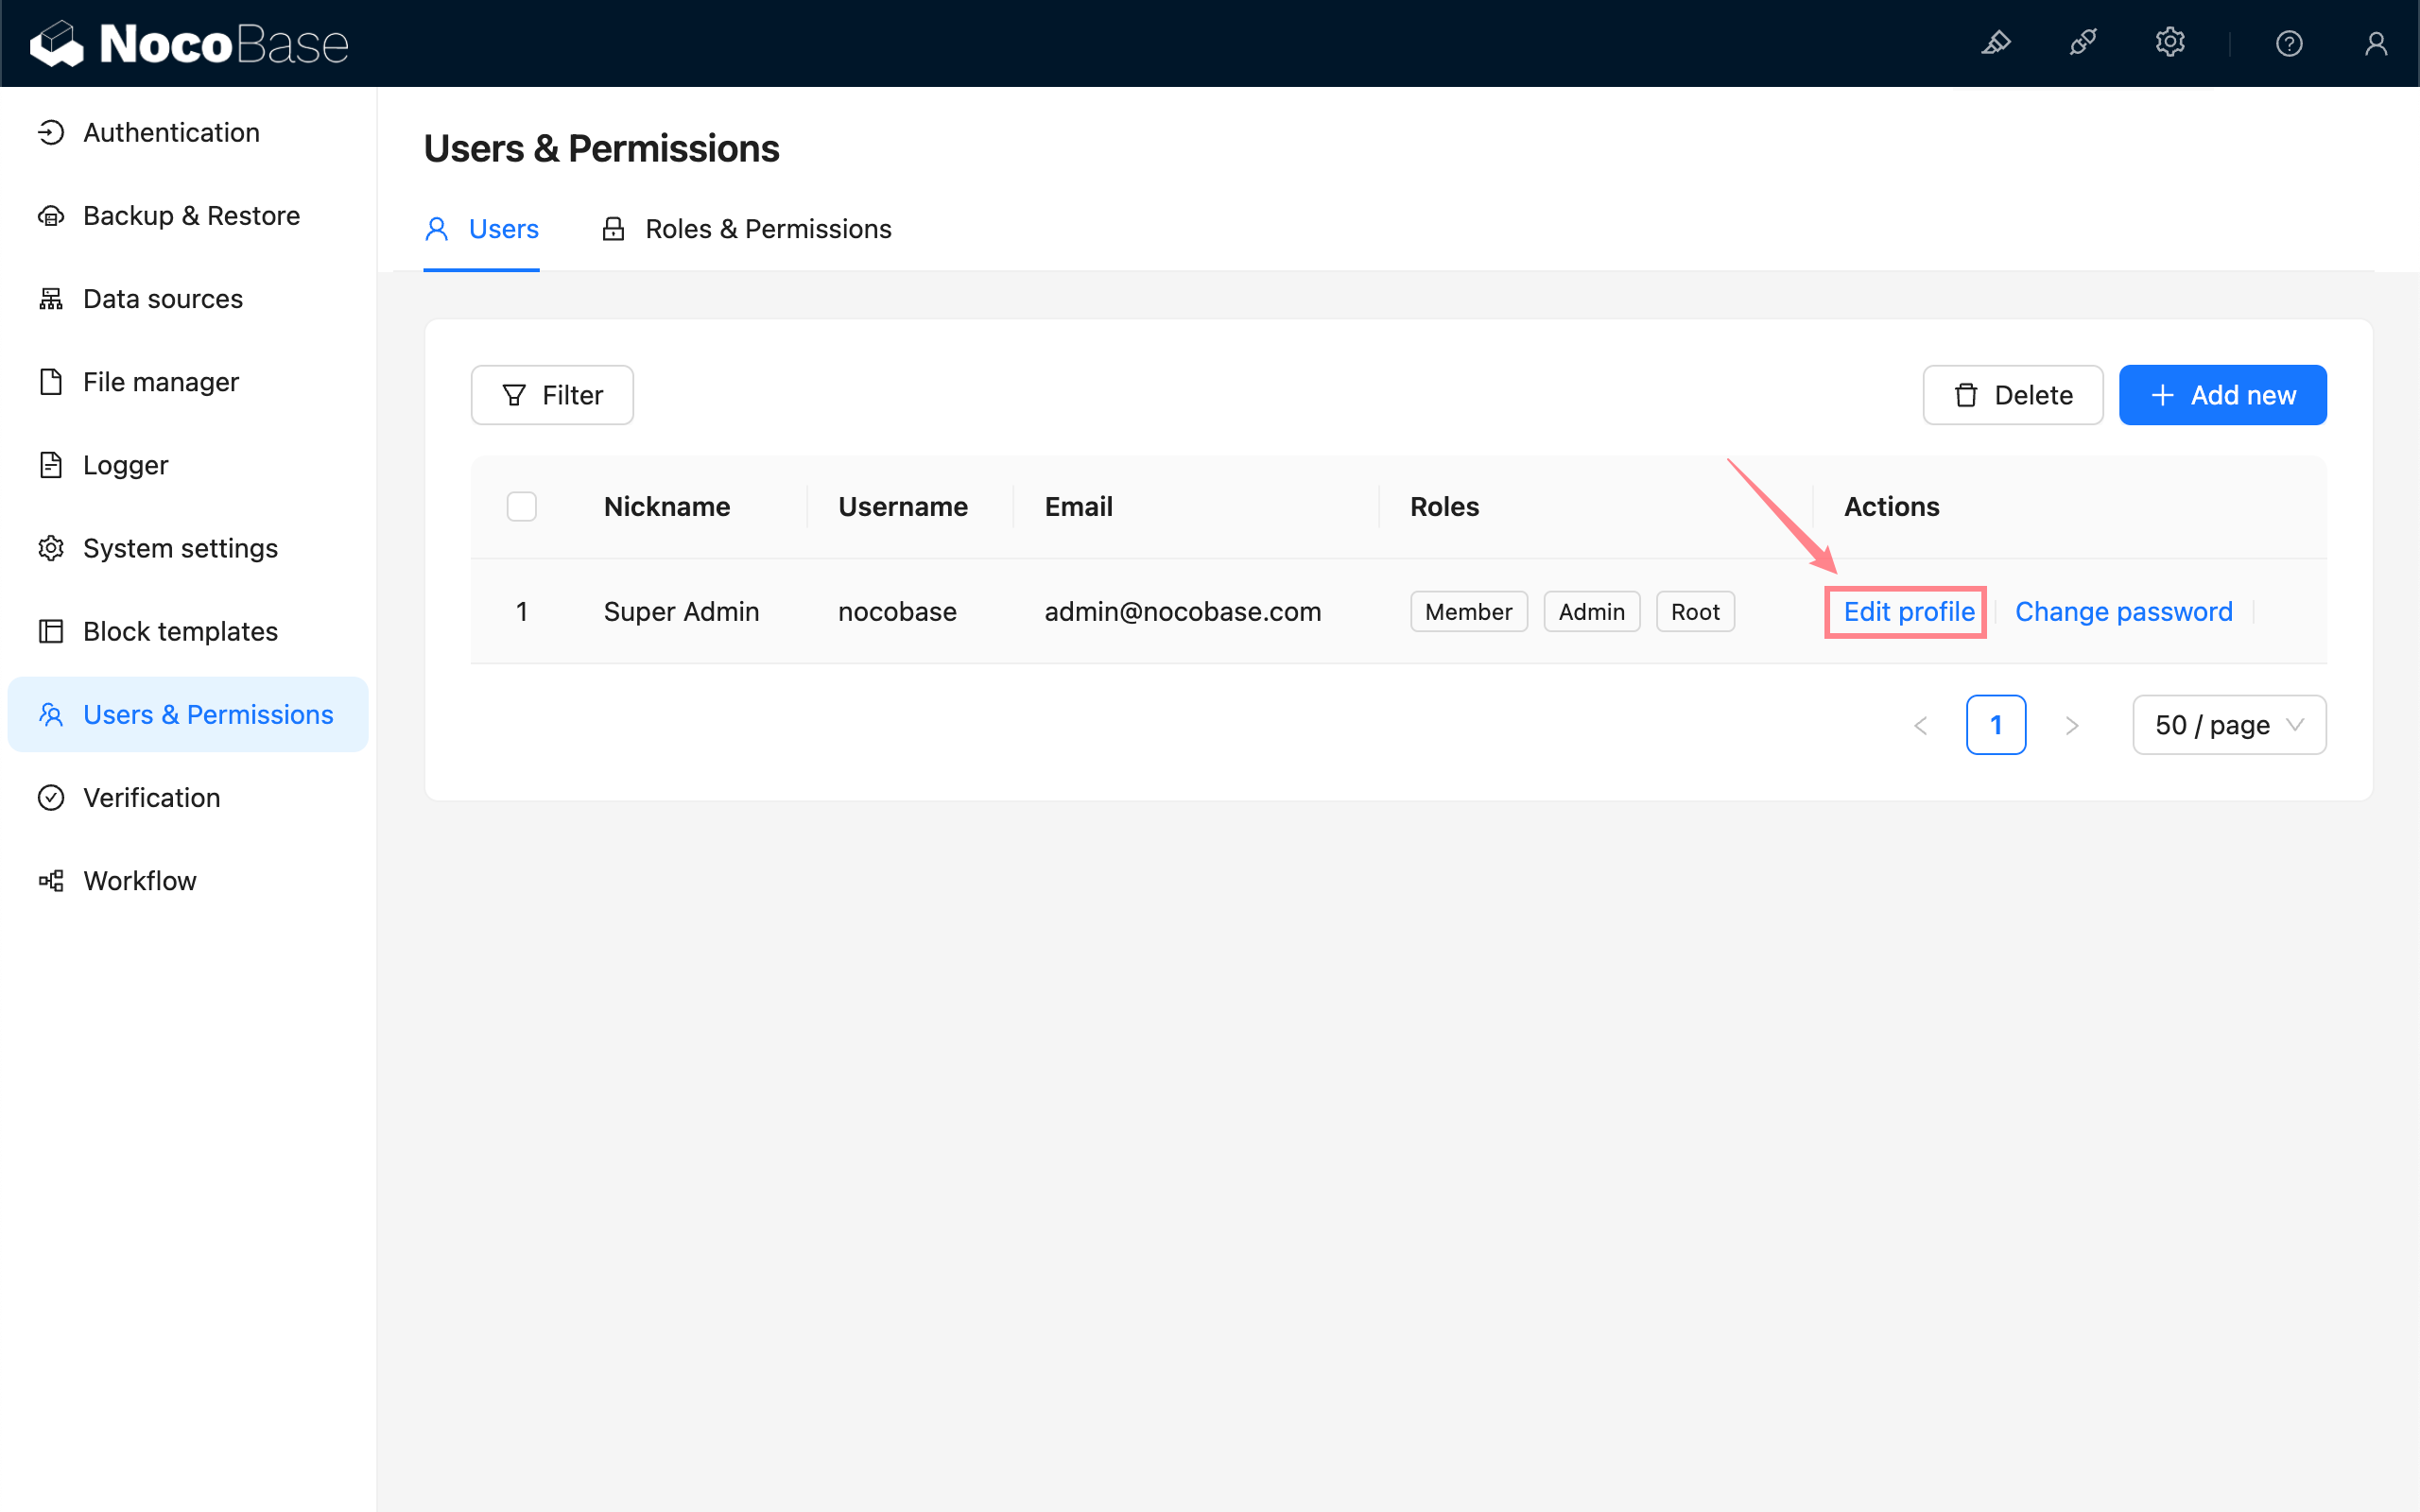 NocoBase
Authentication
Backup & Restore
Data sources
File manager
Logger
System settings
Block templates
Users & Permissions
Verification
Workflow
Users & Permissions
Users Roles & Permissions
Filter Delete Add new
Nickname Username Email Roles Actions
1 Super Admin nocobase admin@nocobase.com Member Admin Root Edit profile Change password
1 50 / page